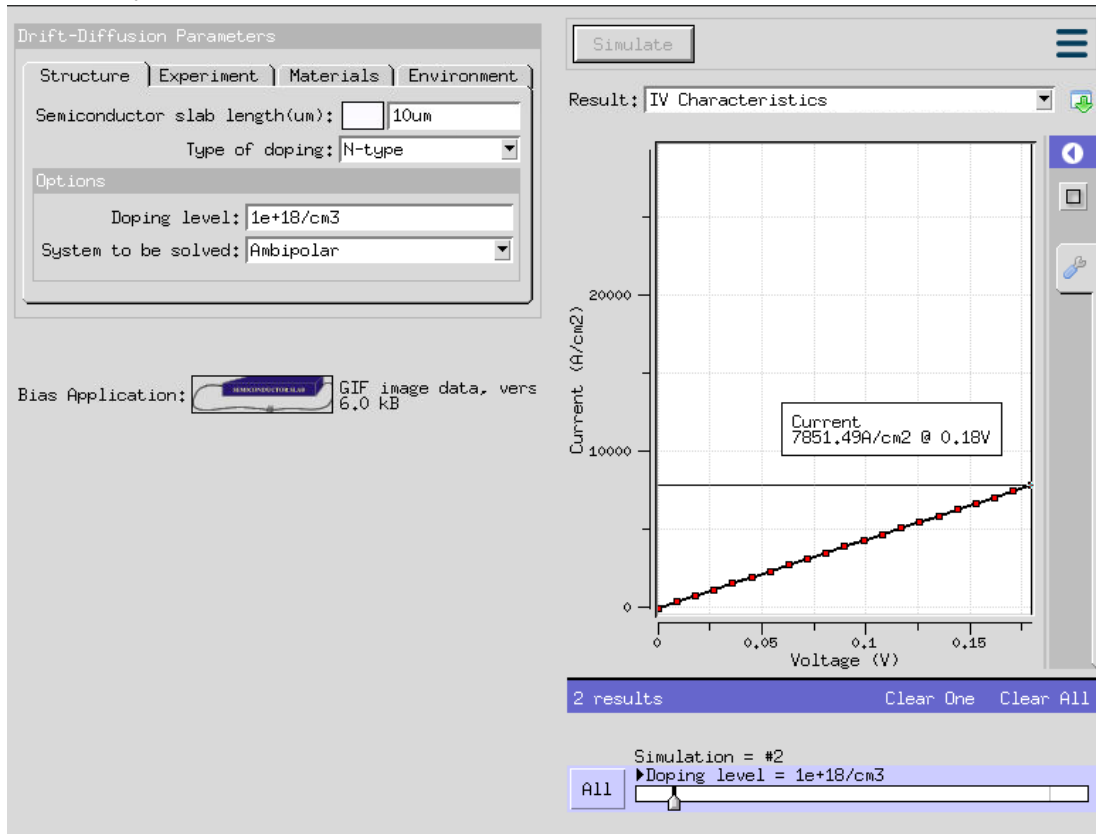 Drift-Diffusion Parameters
Structure Experiment Materials Environment
Semiconductor slab length(um): 10um
Type of doping: N-type
Options
Doping level: 1e+18/cm3
System to be solved: Ambipolar
Bias Application: SEMICONDUCTOR SLAB GIF image data, vers
6.0 kB
Simulate
Result: IV Characteristics
Current (A/cm2)
20000
10000
0
Current
7851.49A/cm2 @ 0.18V
0 0.05 0.1 0.15
Voltage (V)
2 results Clear One Clear All
Simulation = #2
All
Doping level = 1e+18/cm3